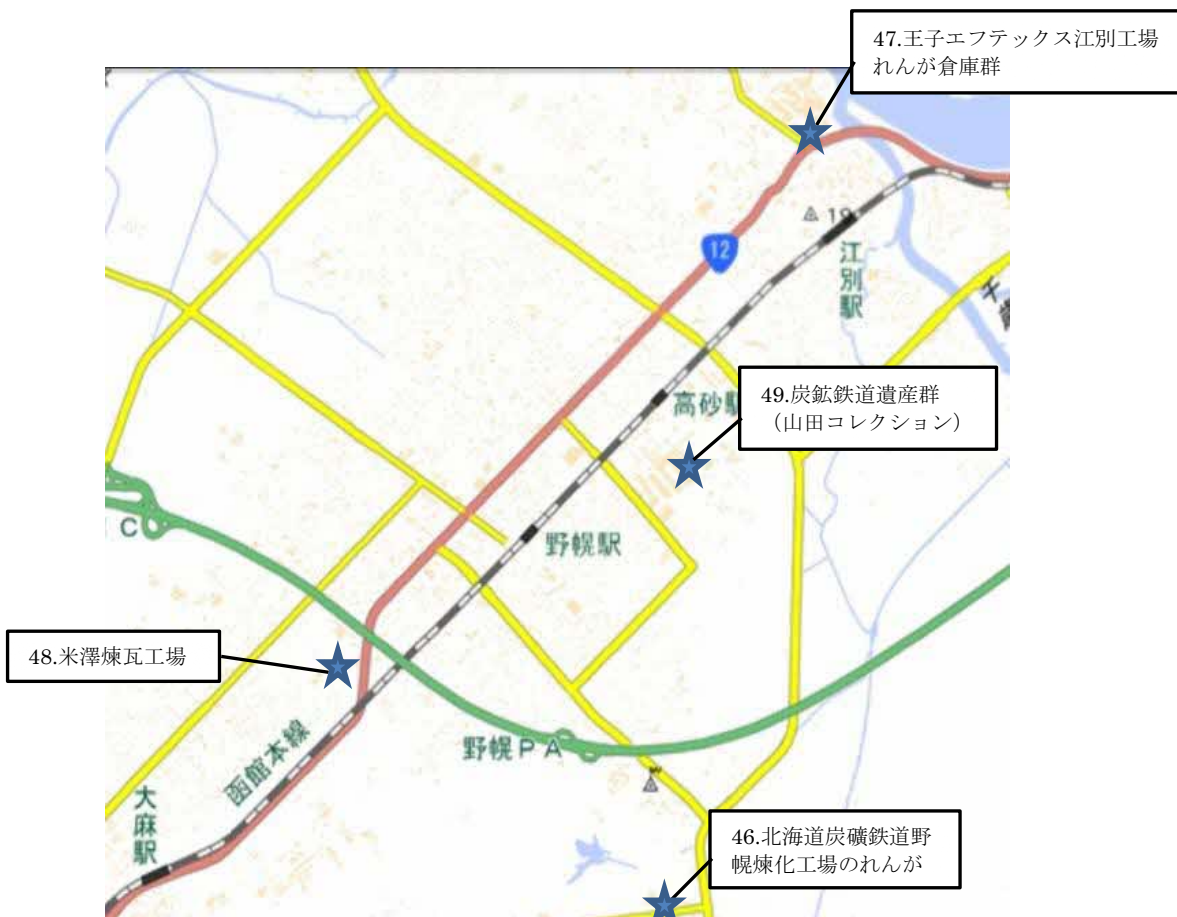 47.王子エフテックス江別工場
れんが倉庫群
19
12
江別駅
千歳
49.炭鉱鉄道遺産群
（山田コレクション）
高砂駅
C
野幌駅
48.米澤煉瓦工場
野幌PA
函館本線
大麻駅
46.北海道炭礦鉄道野
幌煉化工場のれんが